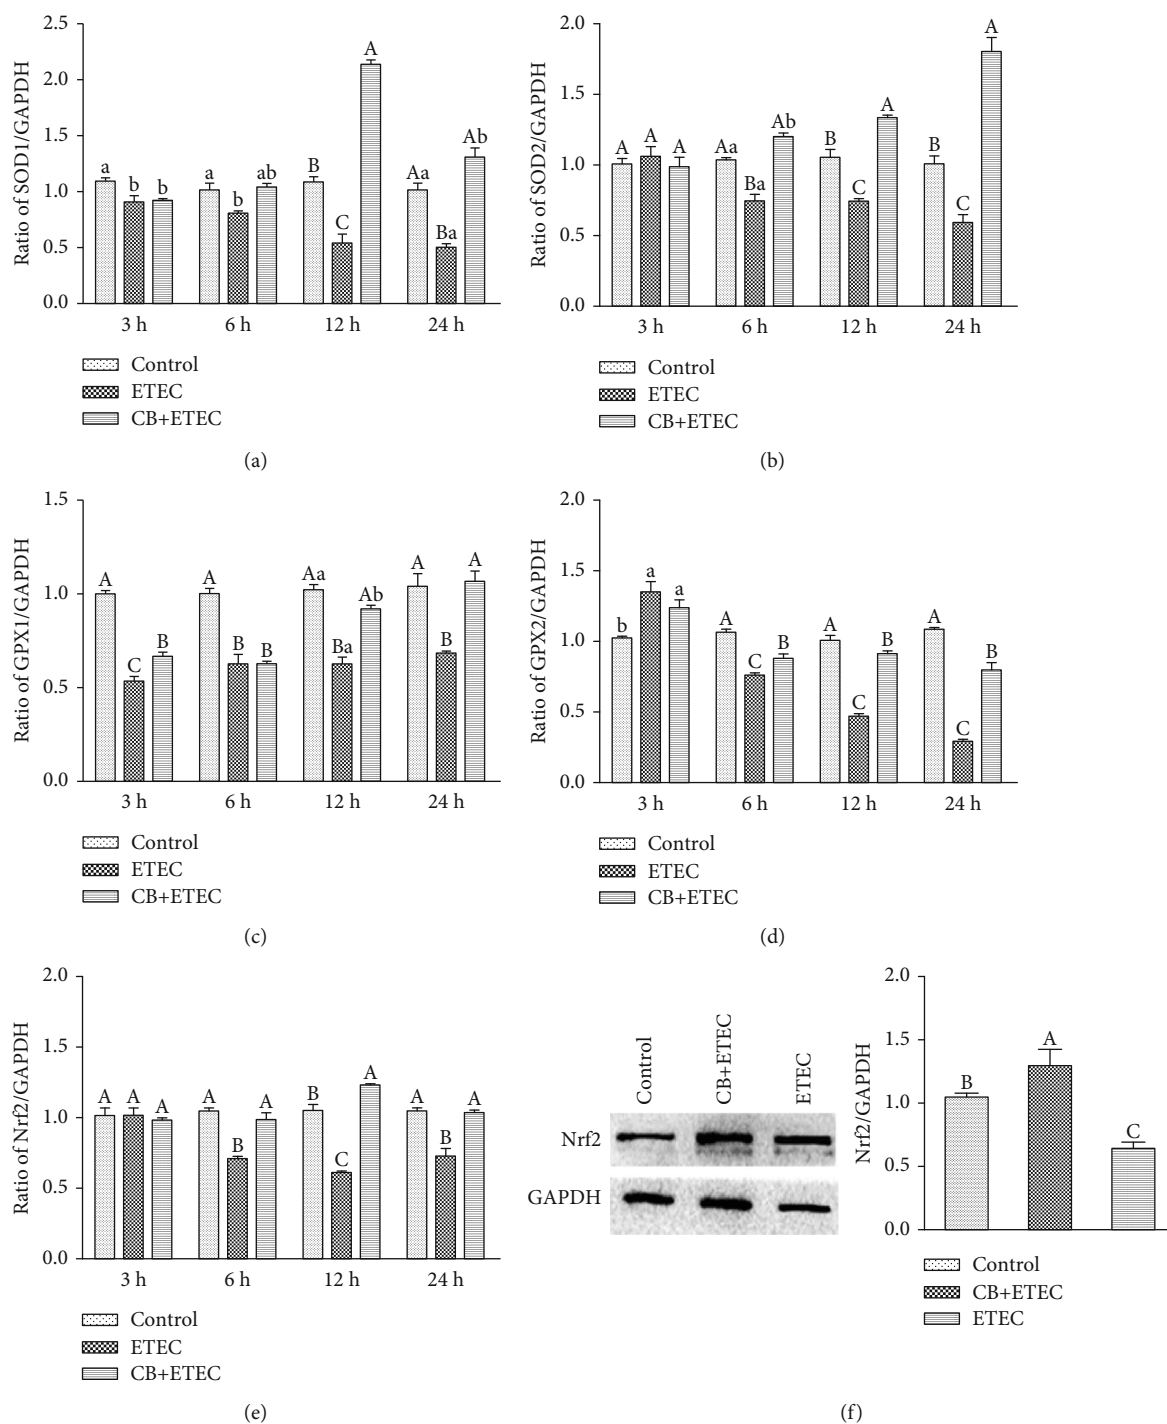 Ratio of SOD1/GAPDH
2.5
2.0
1.5
1.0
0.5
0.0
a
b
b
a
b
ab
B
C
A
Aa
Ba
Ab
3 h
6 h
12 h
24 h
Control
ETEC
CB+ETEC
(a)
Ratio of SOD2/GAPDH
2.0
1.5
1.0
0.5
0.0
A
A
A
Aa
Ba
Ab
B
C
A
B
C
A
3 h
6 h
12 h
24 h
Control
ETEC
CB+ETEC
(b)
Ratio of GPX1/GAPDH
1.5
1.0
0.5
0.0
A
C
B
A
B
B
Aa
Ba
Ab
A
B
A
3 h
6 h
12 h
24 h
Control
ETEC
CB+ETEC
(c)
Ratio of GPX2/GAPDH
2.0
1.5
1.0
0.5
0.0
b
a
a
A
C
B
A
C
B
A
C
B
3 h
6 h
12 h
24 h
Control
ETEC
CB+ETEC
(d)
Ratio of Nrf2/GAPDH
2.0
1.5
1.0
0.5
0.0
A
A
A
A
B
A
B
C
A
A
B
A
3 h
6 h
12 h
24 h
Control
ETEC
CB+ETEC
(e)
Control
CB+ETEC
ETEC
Nrf2
GAPDH
Nrf2/GAPDH
2.0
1.5
1.0
0.5
0.0
B
A
C
Control
CB+ETEC
ETEC
(f)